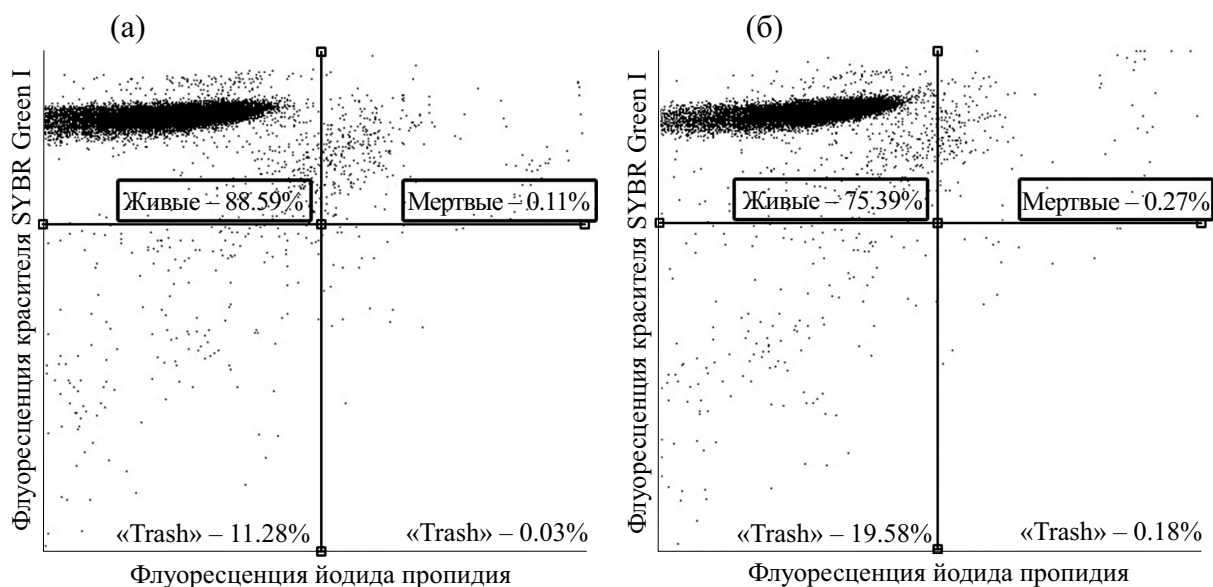 (а)
Флуоресценция красителя SYBR Green I
Живые – 88.59%
Мертвые – 0.11%
«Trash» – 11.28%
«Trash» – 0.03%
Флуоресценция йодида пропидия
(б)
Флуоресценция красителя SYBR Green I
Живые – 75.39%
Мертвые – 0.27%
«Trash» – 19.58%
«Trash» – 0.18%
Флуоресценция йодида пропидия